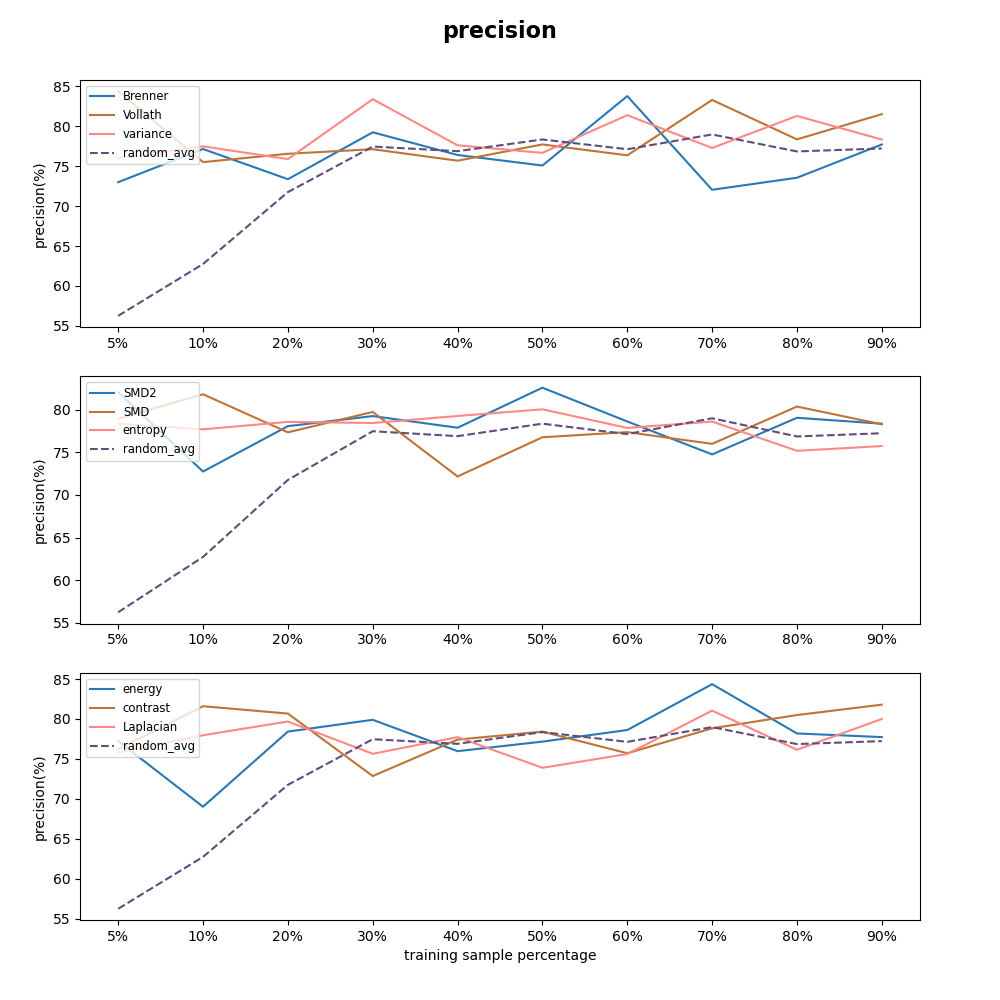 precision
85
80
75
70
65
60
55
precision(%)
Brenner
Vollath
variance
random_avg
5% 10% 20% 30% 40% 50% 60% 70% 80% 90%
80
75
70
65
60
55
precision(%)
SMD2
SMD
entropy
random_avg
5% 10% 20% 30% 40% 50% 60% 70% 80% 90%
85
80
75
70
65
60
55
precision(%)
energy
contrast
Laplacian
random_avg
5% 10% 20% 30% 40% 50% 60% 70% 80% 90%
training sample percentage